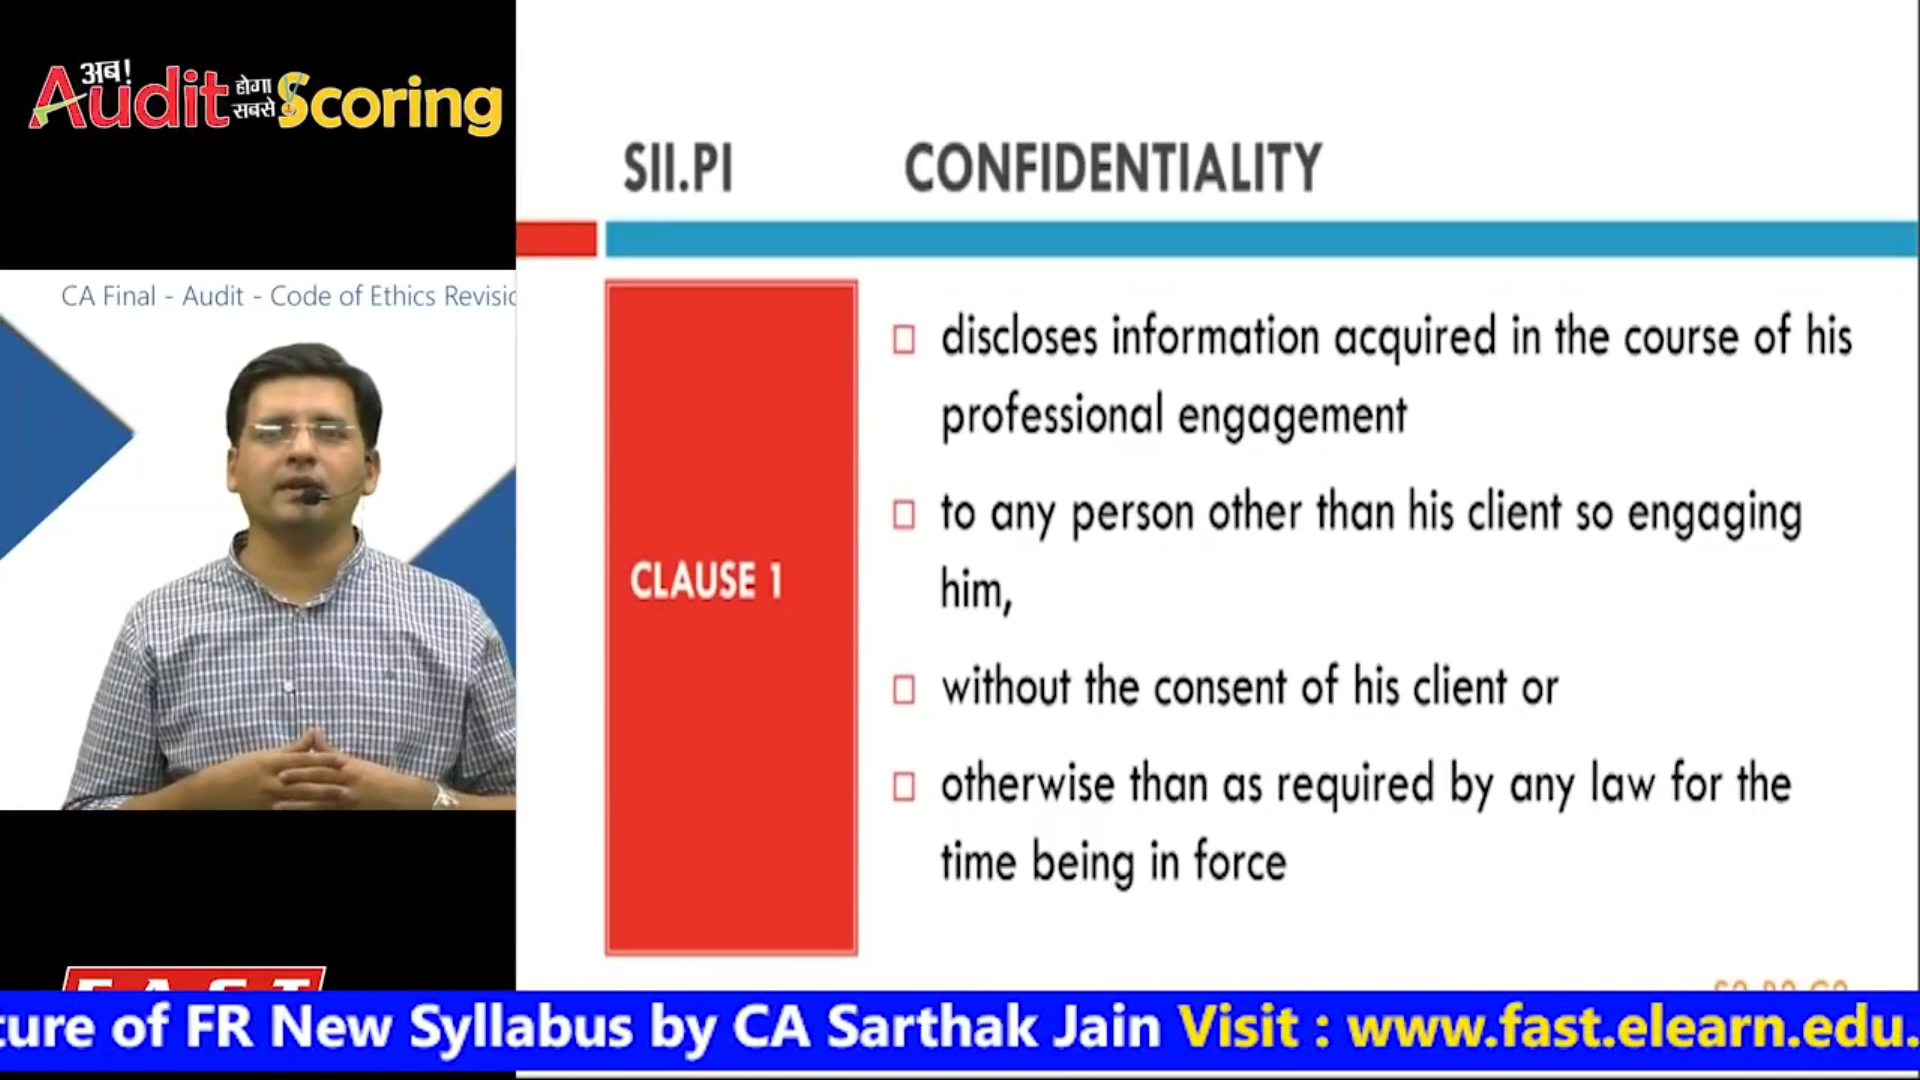 अब!
Audit होगा सबसे Scoring
CA Final - Audit - Code of Ethics Revisio
SII.PI CONFIDENTIALITY
CLAUSE 1
discloses information acquired in the course of his
professional engagement
to any person other than his client so engaging
him,
without the consent of his client or
otherwise than as required by any law for the
time being in force
FAST
ture of FR New Syllabus by CA Sarthak Jain Visit : www.fast.elearn.edu.